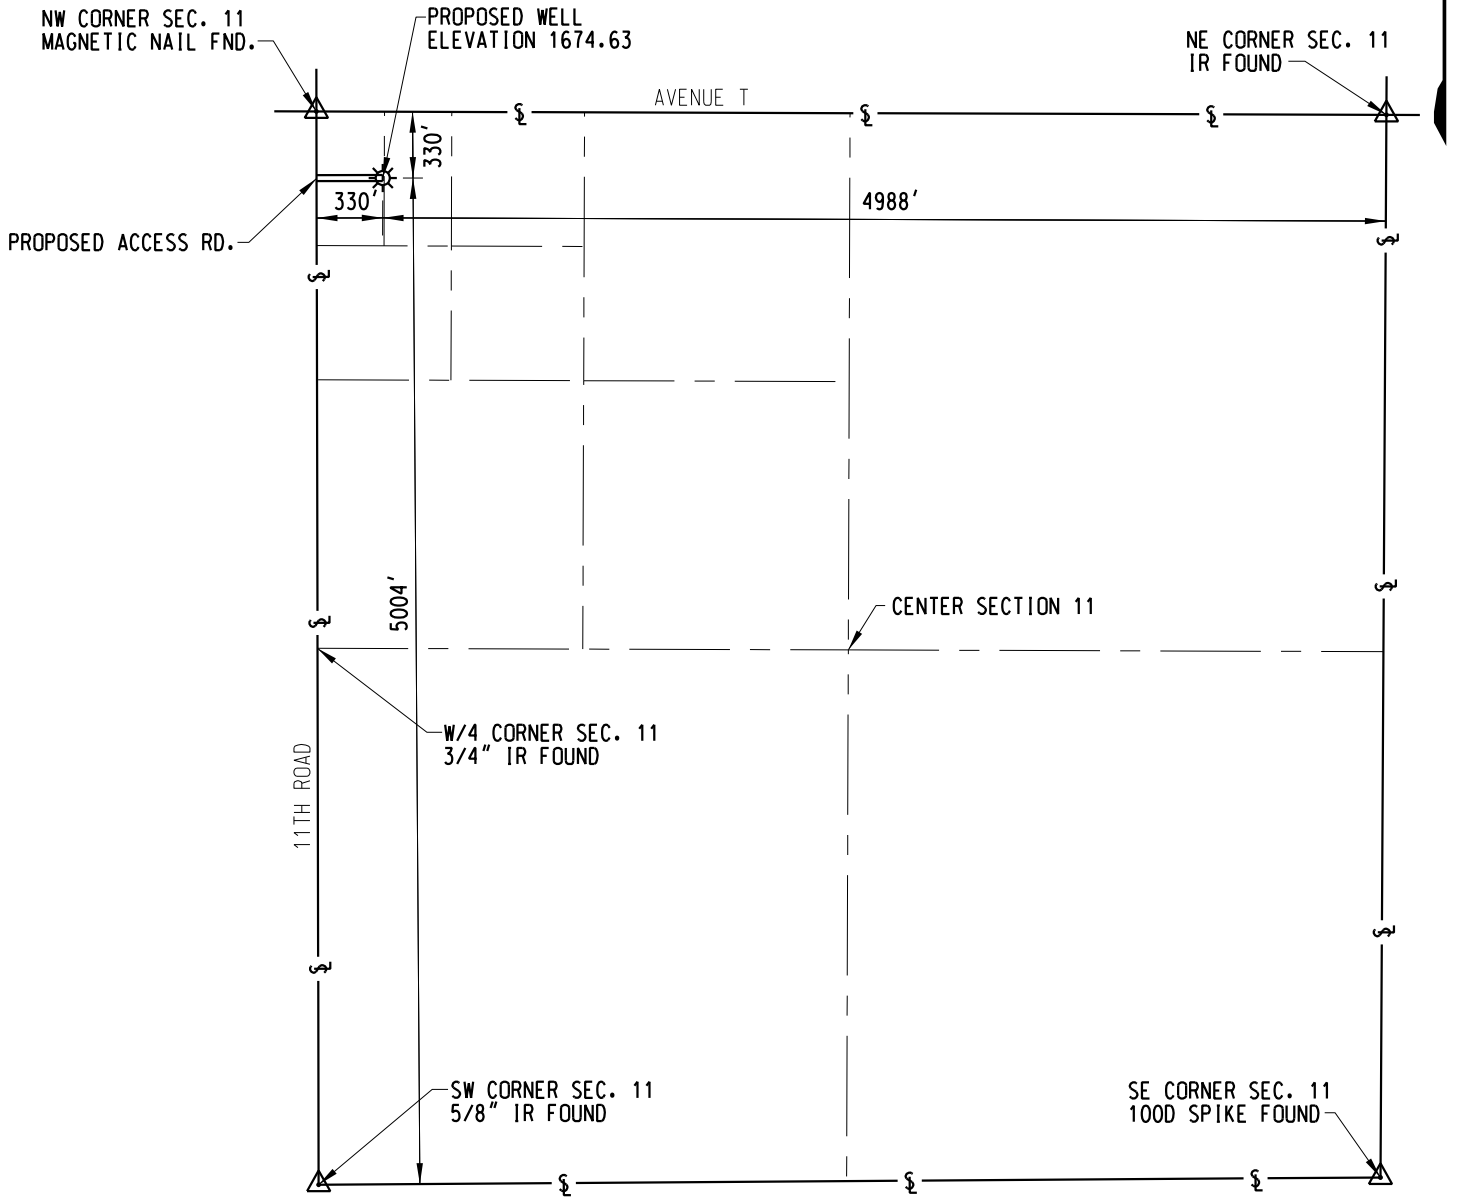 NW CORNER SEC. 11
MAGNETIC NAIL FND.
PROPOSED WELL
ELEVATION 1674.63
NE CORNER SEC. 11
IR FOUND
AVENUE T
℄
℄
℄
330'
330'
4988'
PROPOSED ACCESS RD.
℄
℄
5004'
℄
℄
CENTER SECTION 11
W/4 CORNER SEC. 11
3/4" IR FOUND
11TH ROAD
℄
℄
SW CORNER SEC. 11
5/8" IR FOUND
SE CORNER SEC. 11
100D SPIKE FOUND
℄
℄
℄